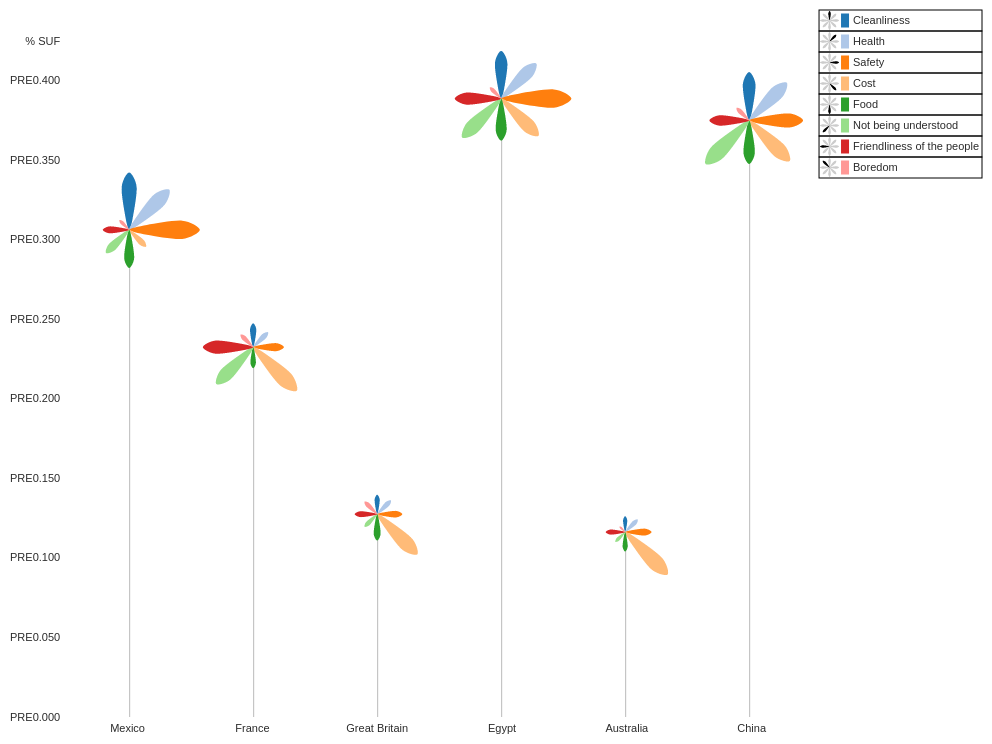 % SUF
PRE0.400
PRE0.350
PRE0.300
PRE0.250
PRE0.200
PRE0.150
PRE0.100
PRE0.050
PRE0.000
Mexico
France
Great Britain
Egypt
Australia
China
Cleanliness
Health
Safety
Cost
Food
Not being understood
Friendliness of the people
Boredom